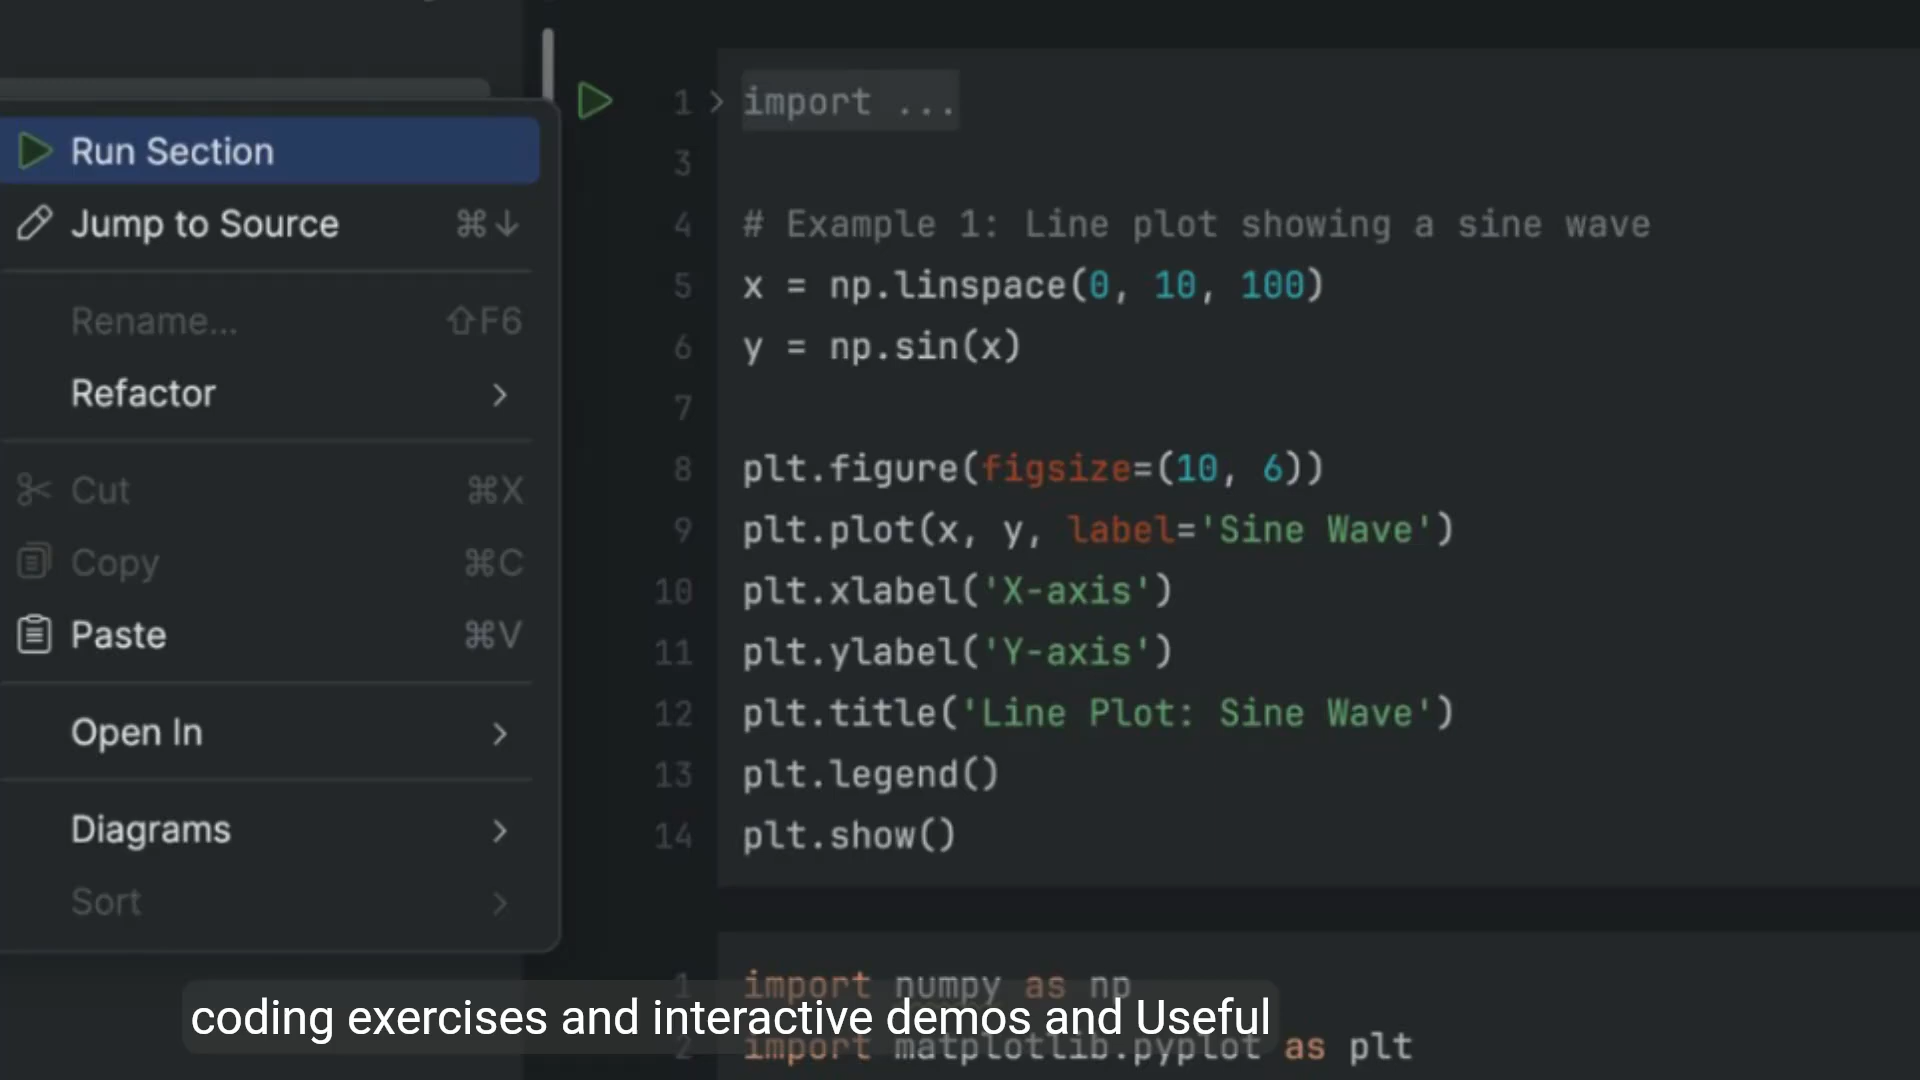 Run Section
Jump to Source ⌘↓
Rename... ⇧F6
Refactor
Cut ⌘X
Copy ⌘C
Paste ⌘V
Open In
Diagrams
Sort
1 import ...
3
4 # Example 1: Line plot showing a sine wave
5 x = np.linspace(0, 10, 100)
6 y = np.sin(x)
7
8 plt.figure(figsize=(10, 6))
9 plt.plot(x, y, label='Sine Wave')
10 plt.xlabel('X-axis')
11 plt.ylabel('Y-axis')
12 plt.title('Line Plot: Sine Wave')
13 plt.legend()
14 plt.show()
1 import numpy as np
coding exercises and interactive demos and Useful
2 import matplotlib.pyplot as plt